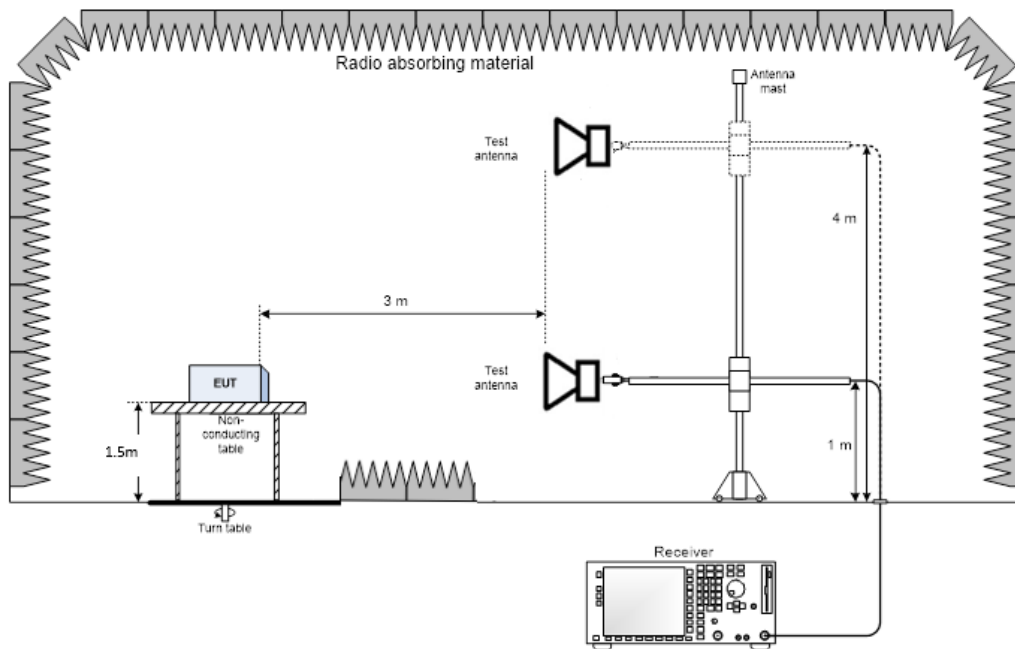 Radio absorbing material
Antenna
mast
Test
antenna
4 m
3 m
Test
antenna
EUT
Non-
conducting
table
1.5m
1 m
Turn table
Receiver